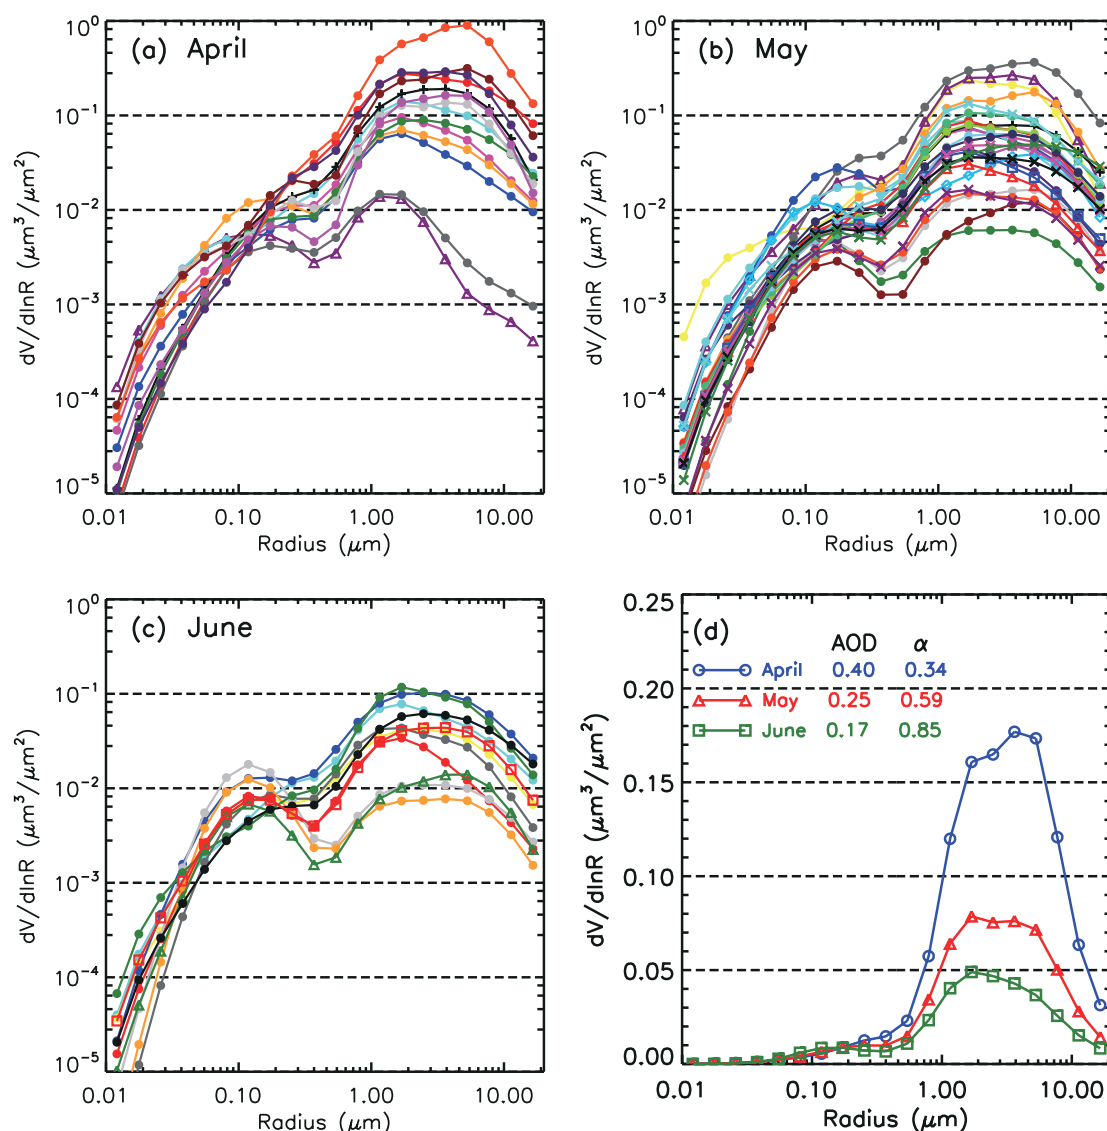 (a) April
10^0
10^-1
10^-2
10^-3
10^-4
10^-5
dV/dlnR (μm^3/μm^2)
0.01 0.10 1.00 10.00
Radius (μm)
(b) May
10^0
10^-1
10^-2
10^-3
10^-4
10^-5
dV/dlnR (μm^3/μm^2)
0.01 0.10 1.00 10.00
Radius (μm)
(c) June
10^0
10^-1
10^-2
10^-3
10^-4
10^-5
dV/dlnR (μm^3/μm^2)
0.01 0.10 1.00 10.00
Radius (μm)
(d) AOD α
April 0.40 0.34
May 0.25 0.59
June 0.17 0.85
0.25
0.20
0.15
0.10
0.05
0.00
dV/dlnR (μm^3/μm^2)
0.01 0.10 1.00 10.00
Radius (μm)